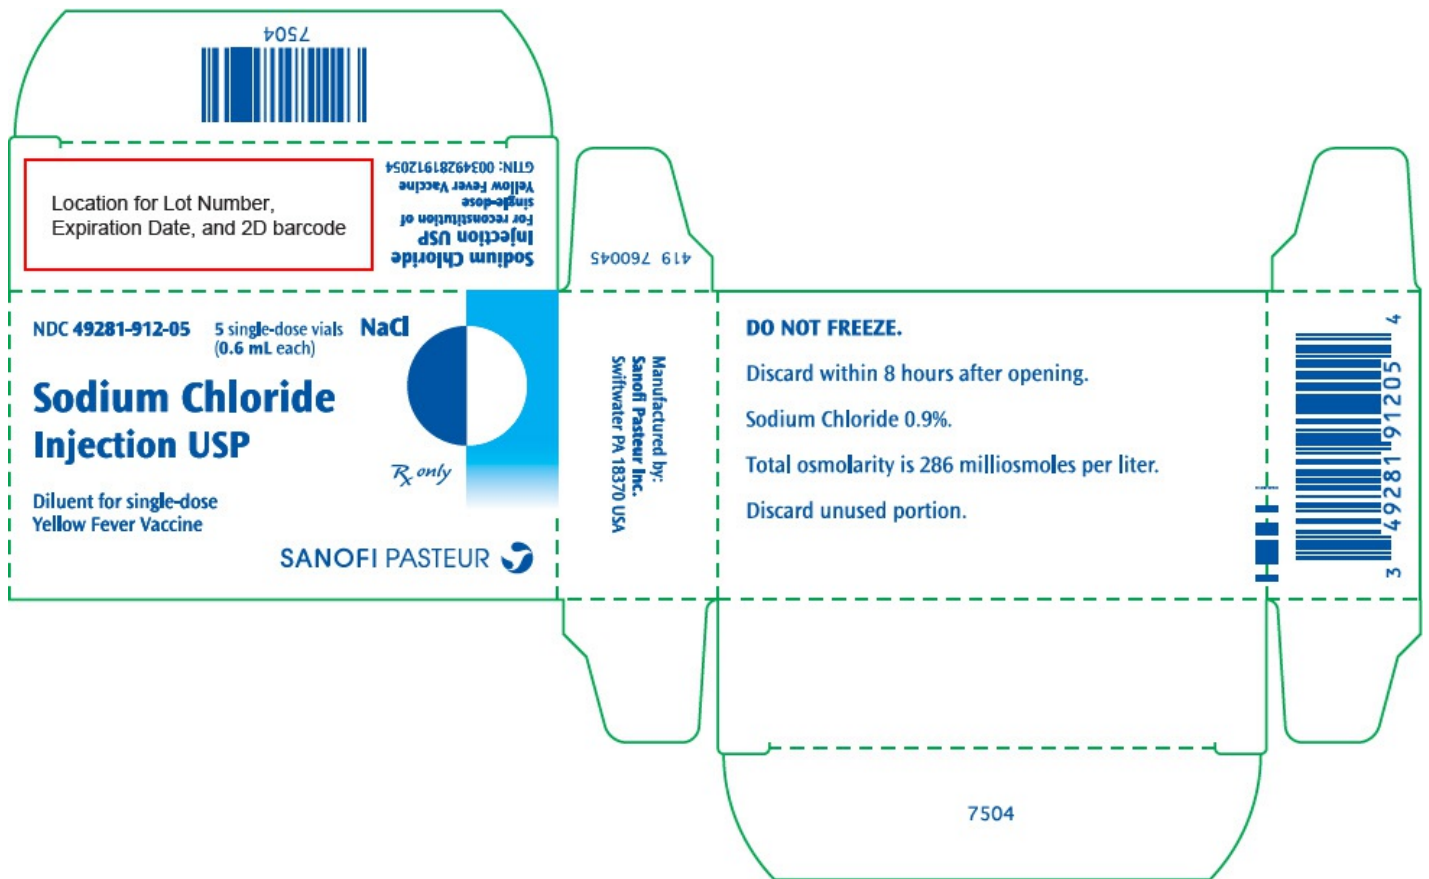 7504
Location for Lot Number,
Expiration Date, and 2D barcode
Sodium Chloride
Injection USP
For reconstitution of
single-dose
Yellow Fever Vaccine
GTIN: 00349281912054
NDC 49281-912-05
5 single-dose vials
(0.6 mL each)
NaCl
Sodium Chloride
Injection USP
Rx only
Diluent for single-dose
Yellow Fever Vaccine
SANOFI PASTEUR
419 760045
Manufactured by:
Sanofi Pasteur Inc.
Swiftwater PA 18370 USA
DO NOT FREEZE.
Discard within 8 hours after opening.
Sodium Chloride 0.9%.
Total osmolarity is 286 milliosmoles per liter.
Discard unused portion.
3 49281 91205 4
7504